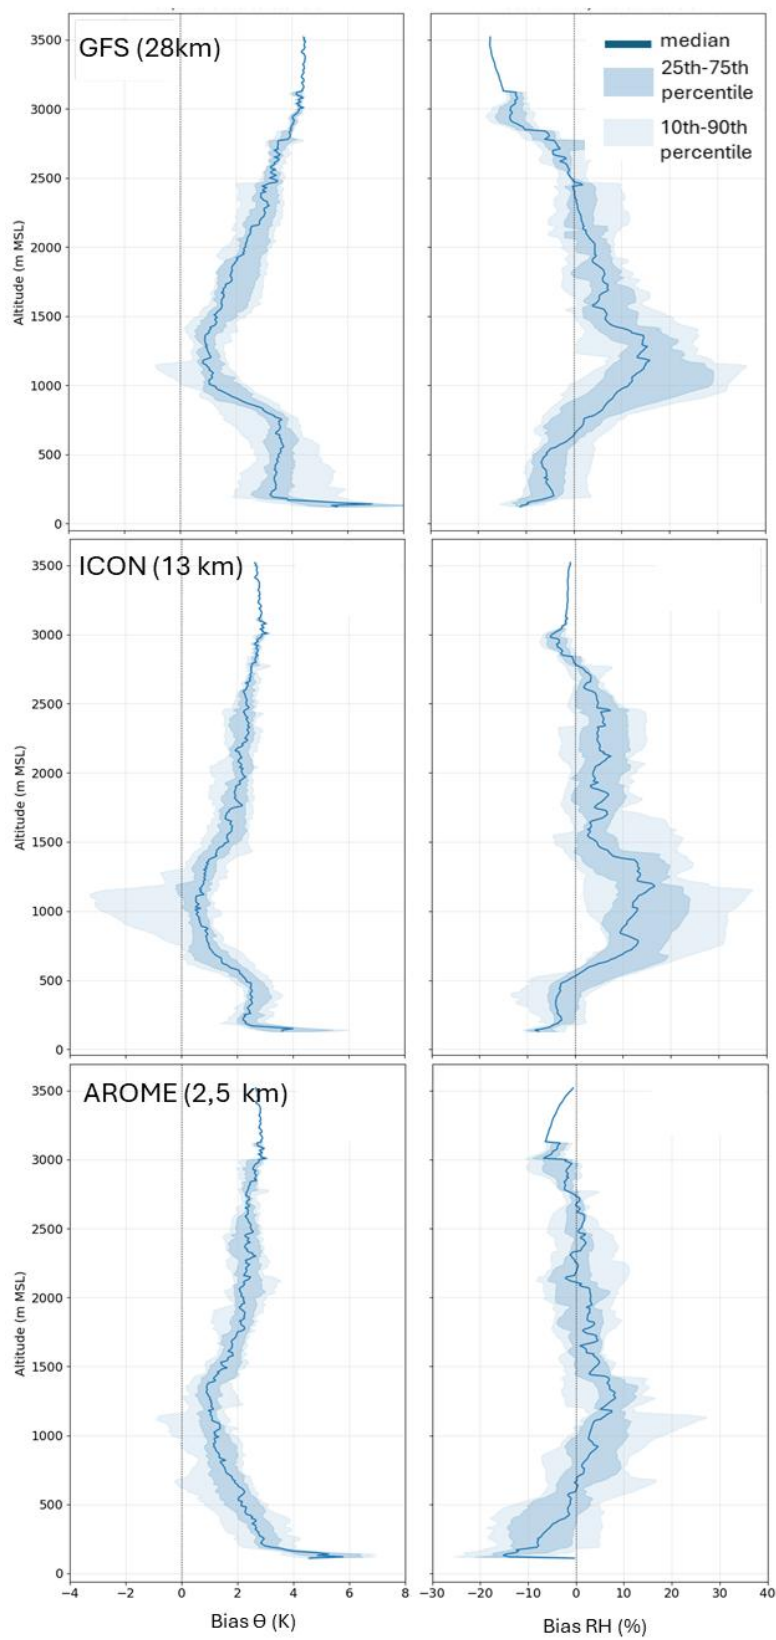 GFS (28km)
median
25th-75th
percentile
10th-90th
percentile
Altitude (m MSL)
3500
3000
2500
2000
1500
1000
500
0
ICON (13 km)
Altitude (m MSL)
3500
3000
2500
2000
1500
1000
500
0
AROME (2,5 km)
Altitude (m MSL)
3500
3000
2500
2000
1500
1000
500
0
−4 −2 0 2 4 6 8
−30 −20 −10 0 10 20 30 40
Bias Θ (K)
Bias RH (%)